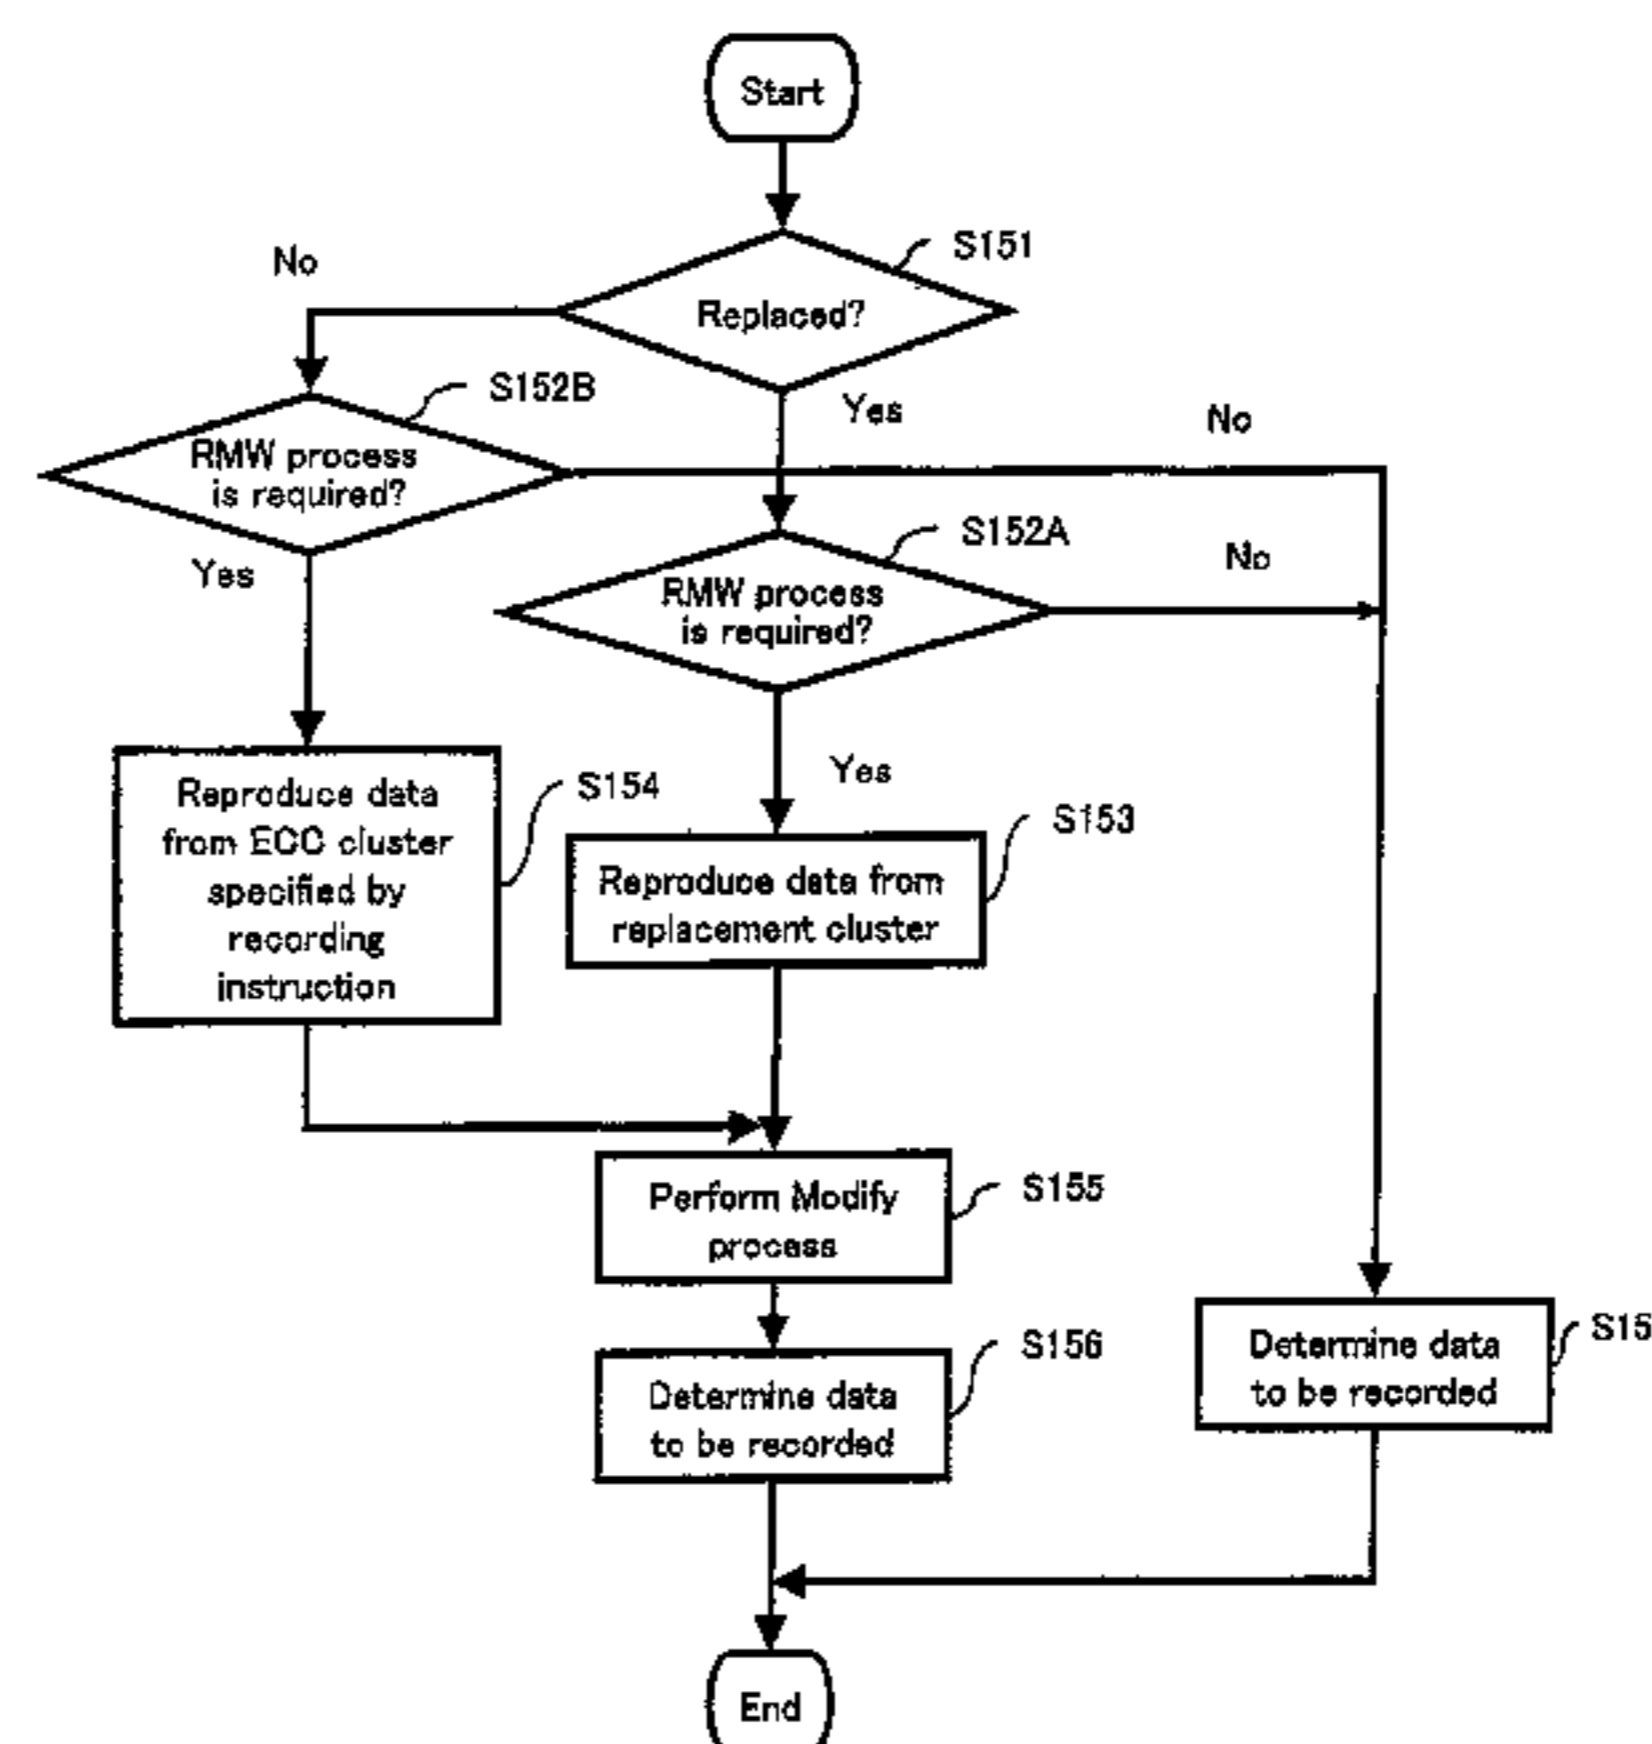 Start
S151
No
Replaced?
S152B
Yes
No
RMW process
is required?
S152A
No
Yes
RMW process
is required?
Yes
Reproduce data
from ECC cluster
specified by
recording
instruction
S154
S153
Reproduce data from
replacement cluster
Perform Modify
process
S155
S156
Determine data
to be recorded
Determine data
to be recorded
S15
End